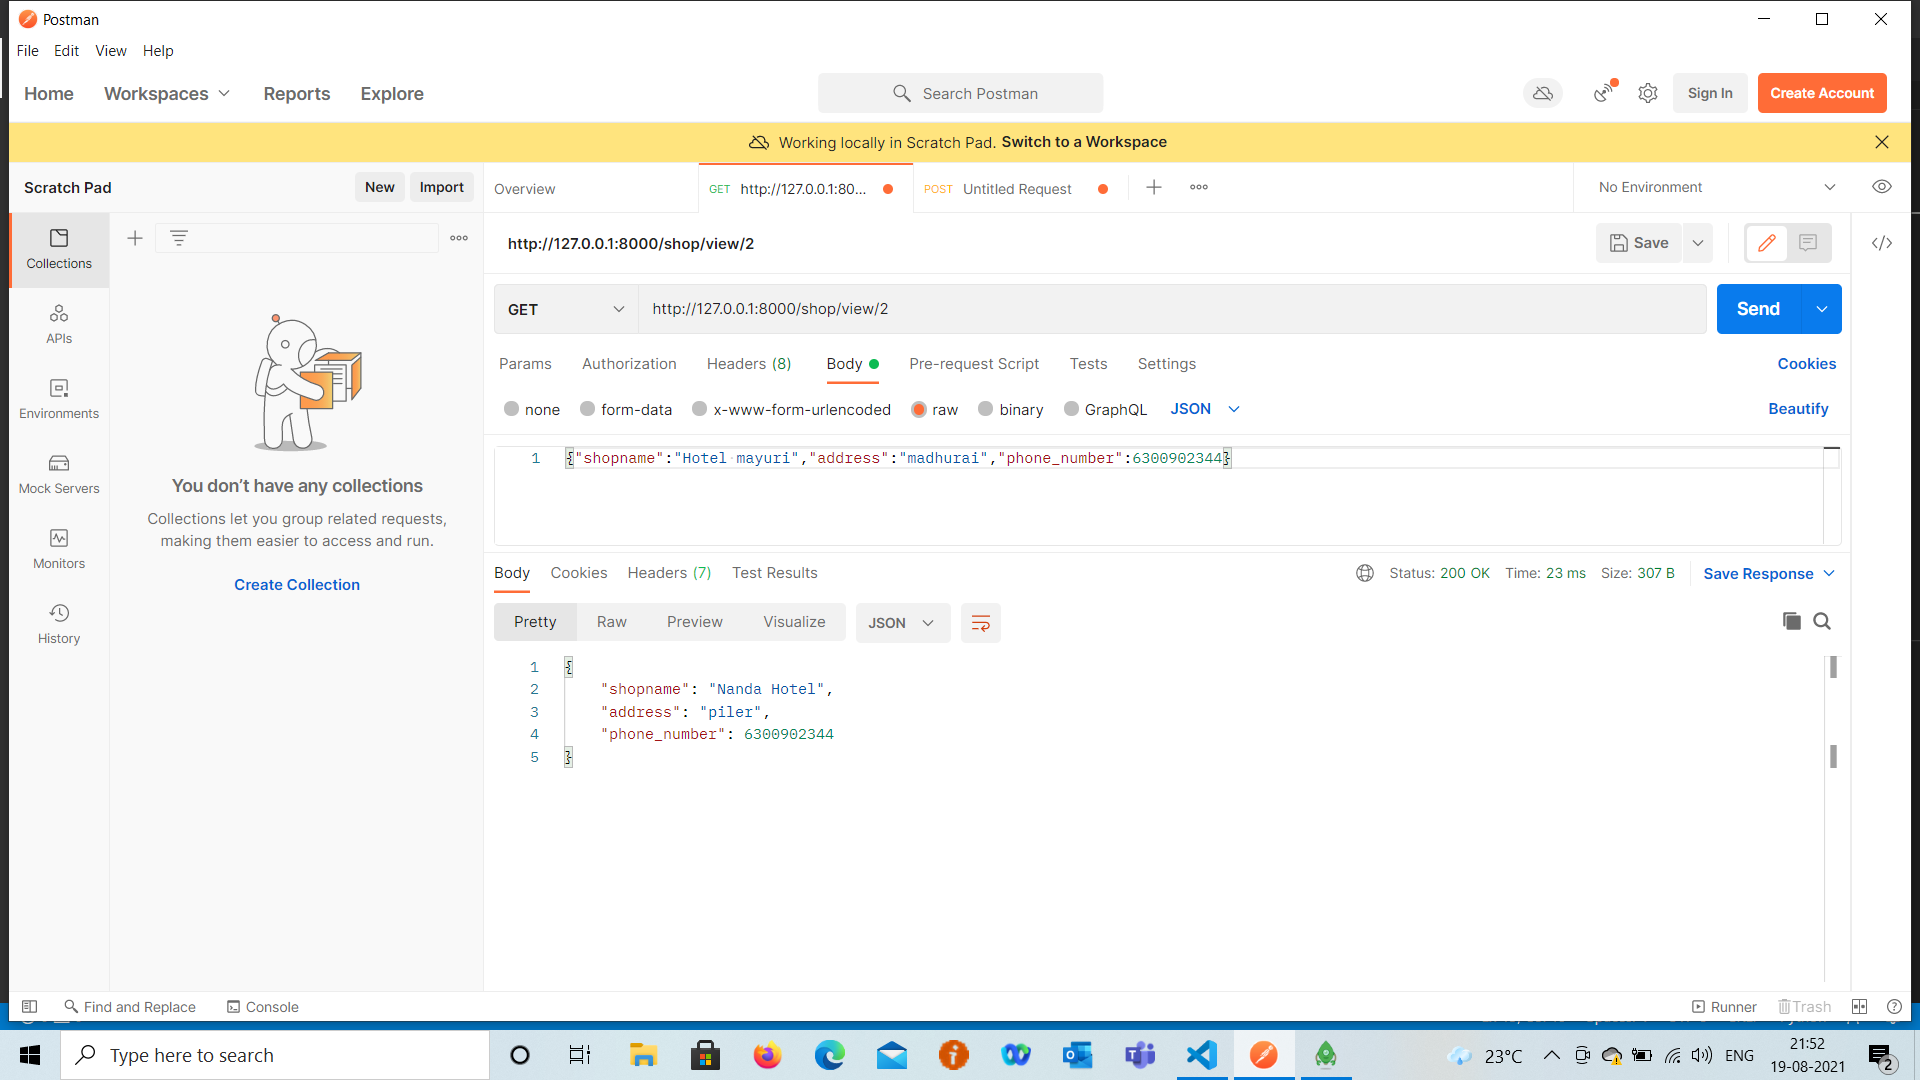 Postman
File Edit View Help
Home Workspaces Reports Explore
Search Postman
Sign In
Create Account
Working locally in Scratch Pad. Switch to a Workspace
Scratch Pad New Import
Overview
GET http://127.0.0.1:80...
POST Untitled Request
No Environment
http://127.0.0.1:8000/shop/view/2
Save
GET http://127.0.0.1:8000/shop/view/2
Send
Params Authorization Headers (8) Body Pre-request Script Tests Settings
Cookies
none form-data x-www-form-urlencoded raw binary GraphQL JSON
Beautify
1 {"shopname":"Hotel mayuri","address":"madhurai","phone_number":6300902344}
Collections
APIs
Environments
Mock Servers
Monitors
History
You don’t have any collections
Collections let you group related requests,
making them easier to access and run.
Create Collection
Body Cookies Headers (7) Test Results
Status: 200 OK Time: 23 ms Size: 307 B
Save Response
Pretty Raw Preview Visualize JSON
1 {
2 "shopname": "Nanda Hotel",
3 "address": "piler",
4 "phone_number": 6300902344
5 }
Find and Replace Console
Runner Trash
Type here to search
23°C
ENG
21:52
19-08-2021
2